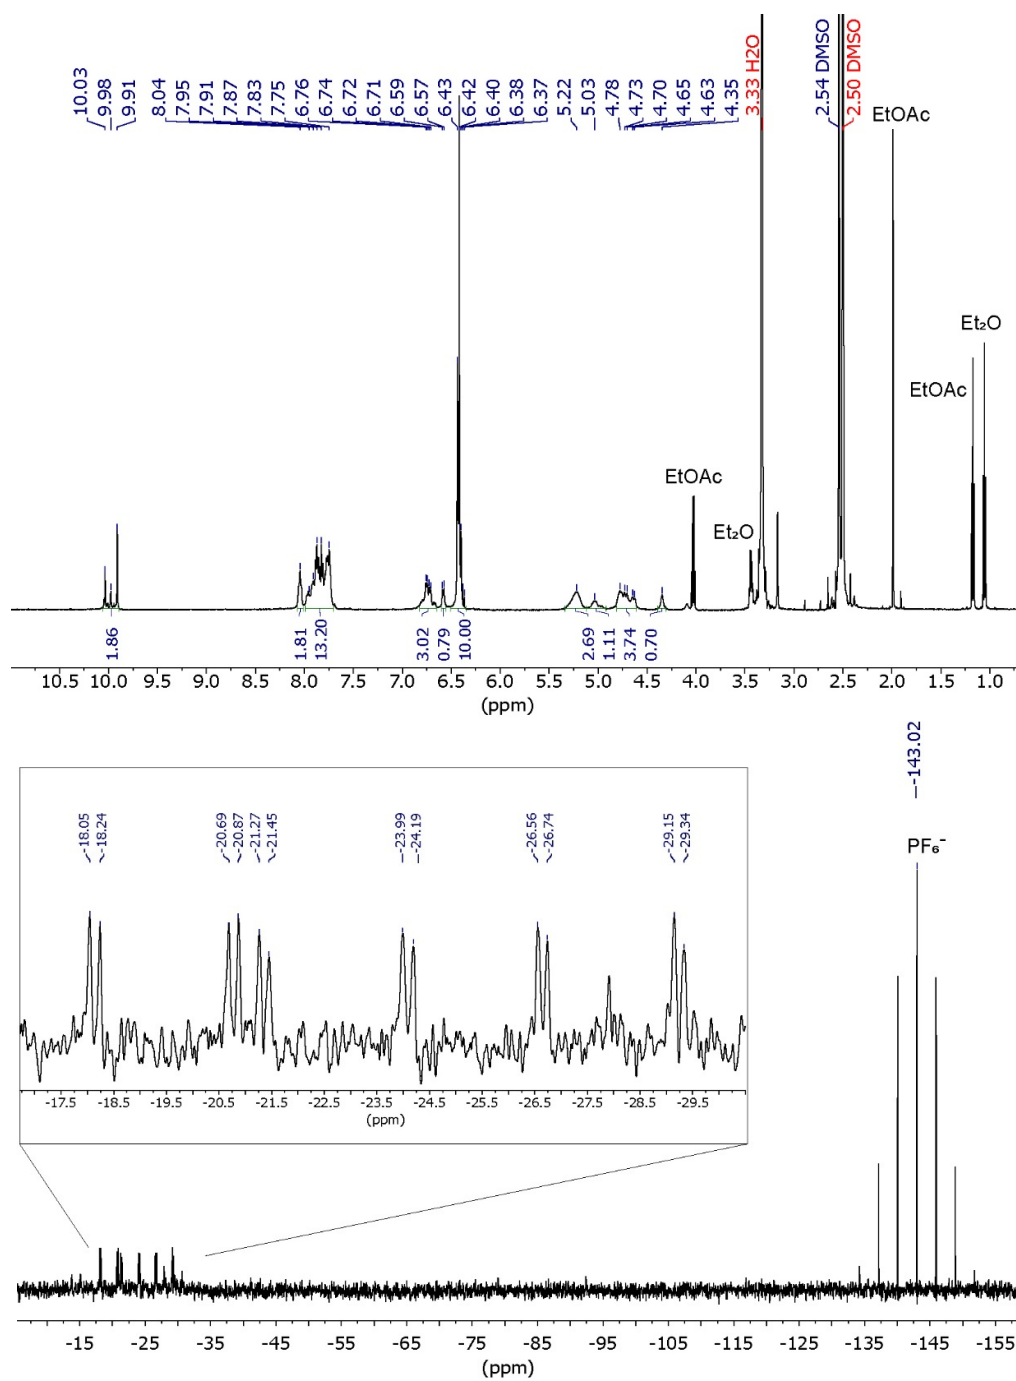 10.03 9.98 9.91 8.04 7.95 7.91 7.87 7.83 7.75 6.76 6.74 6.72 6.71 6.59 6.57 6.43 6.42 6.40 6.38 6.37 5.22 5.03 4.78 4.73 4.70 4.65 4.63 4.35 3.33 H2O 2.54 DMSO 2.50 DMSO
EtOAc
Et₂O
EtOAc
EtOAc
Et₂O
1.86 1.81 13.20 3.02 0.79 10.00 2.69 1.11 3.74 0.70
10.5 10.0 9.5 9.0 8.5 8.0 7.5 7.0 6.5 6.0 5.5 5.0 4.5 4.0 3.5 3.0 2.5 2.0 1.5 1.0
(ppm)
-143.02
PF₆⁻
-18.05 -18.24 -20.69 -20.87 -21.27 -21.45 -23.99 -24.19 -26.56 -26.74 -29.15 -29.34
-17.5 -18.5 -19.5 -20.5 -21.5 -22.5 -23.5 -24.5 -25.5 -26.5 -27.5 -28.5 -29.5
(ppm)
-15 -25 -35 -45 -55 -65 -75 -85 -95 -105 -115 -125 -135 -145 -155
(ppm)